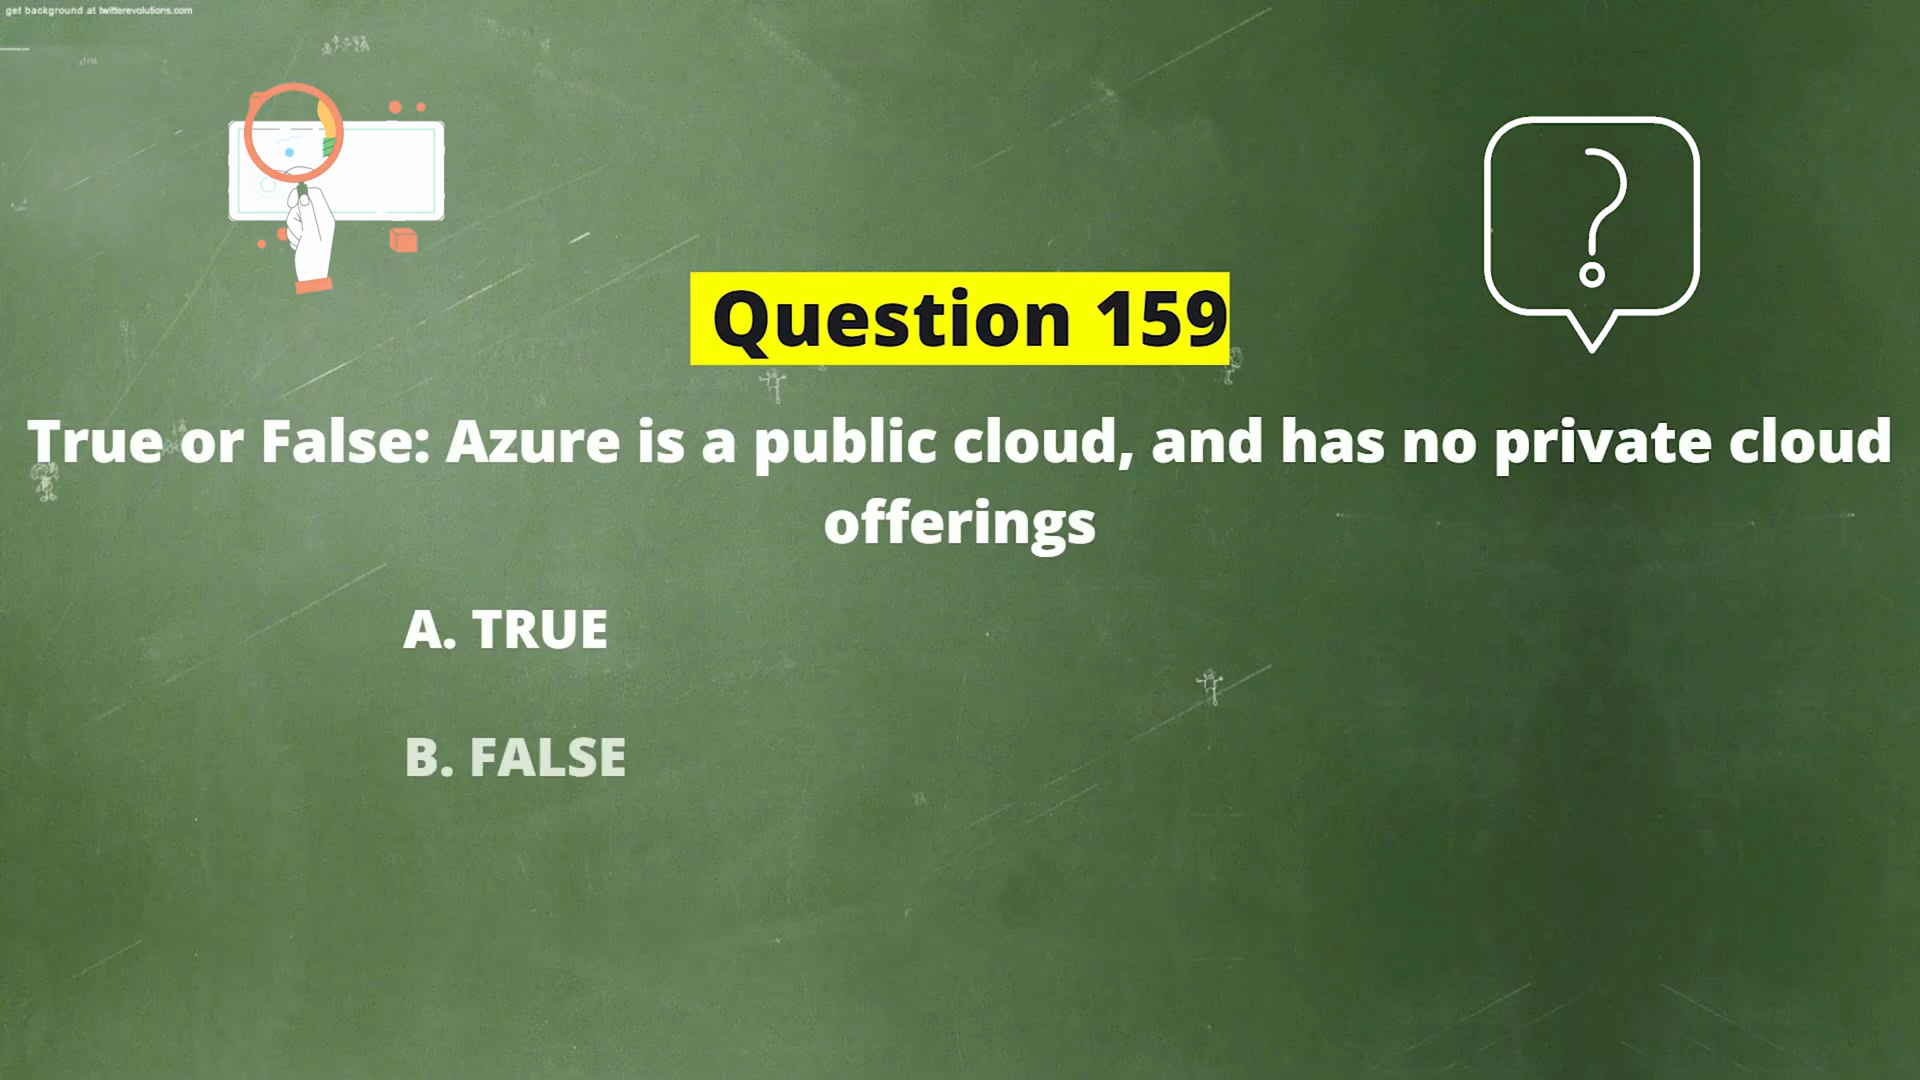 get background at twitterevolutions.com
Question 159
True or False: Azure is a public cloud, and has no private cloud
offerings
A. TRUE
B. FALSE